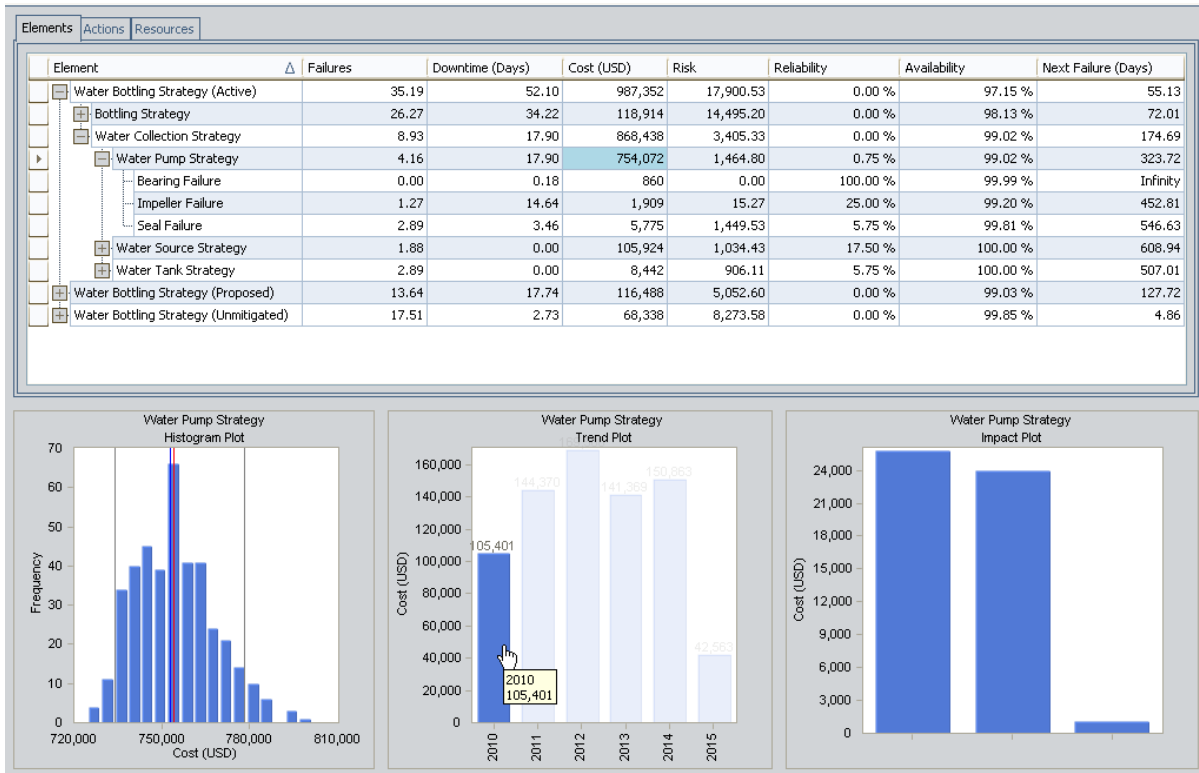 Elements Actions Resources
Element Failures Downtime (Days) Cost (USD) Risk Reliability Availability Next Failure (Days)
Water Bottling Strategy (Active) 35.19 52.10 987,352 17,900.53 0.00 % 97.15 % 55.13
Bottling Strategy 26.27 34.22 118,914 14,495.20 0.00 % 98.13 % 72.01
Water Collection Strategy 8.93 17.90 868,438 3,405.33 0.00 % 99.02 % 174.69
Water Pump Strategy 4.16 17.90 754,072 1,464.80 0.75 % 99.02 % 323.72
Bearing Failure 0.00 0.18 860 0.00 100.00 % 99.99 % Infinity
Impeller Failure 1.27 14.64 1,909 15.27 25.00 % 99.20 % 452.81
Seal Failure 2.89 3.46 5,775 1,449.53 5.75 % 99.81 % 546.63
Water Source Strategy 1.88 0.00 105,924 1,034.43 17.50 % 100.00 % 608.94
Water Tank Strategy 2.89 0.00 8,442 906.11 5.75 % 100.00 % 507.01
Water Bottling Strategy (Proposed) 13.64 17.74 116,488 5,052.60 0.00 % 99.03 % 127.72
Water Bottling Strategy (Unmitigated) 17.51 2.73 68,338 8,273.58 0.00 % 99.85 % 4.86
Water Pump Strategy
Histogram Plot
70
60
50
40
30
20
10
0
Frequency
720,000 750,000 780,000 810,000
Cost (USD)
Water Pump Strategy
Trend Plot
160,000
140,000
120,000
100,000
80,000
60,000
40,000
20,000
0
Cost (USD)
105,401
144,370
141,369
150,863
42,563
2010
105,401
2010 2011 2012 2013 2014 2015
Water Pump Strategy
Impact Plot
24,000
21,000
18,000
15,000
12,000
9,000
6,000
3,000
0
Cost (USD)